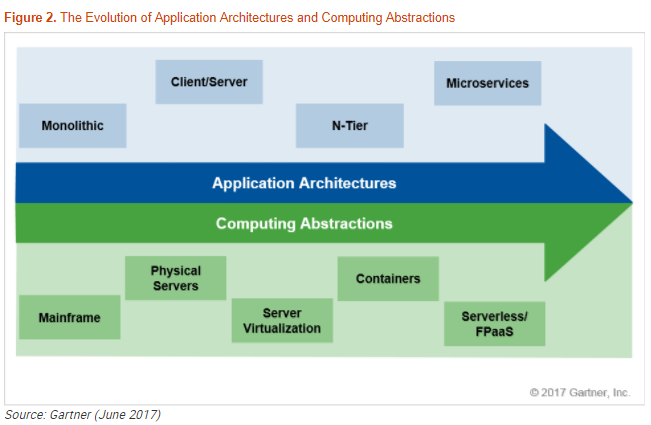 Figure 2. The Evolution of Application Architectures and Computing Abstractions
Client/Server
Microservices
Monolithic
N-Tier
Application Architectures
Computing Abstractions
Physical
Servers
Containers
Mainframe
Server
Virtualization
Serverless/
FPaaS
© 2017 Gartner, Inc.
Source: Gartner (June 2017)